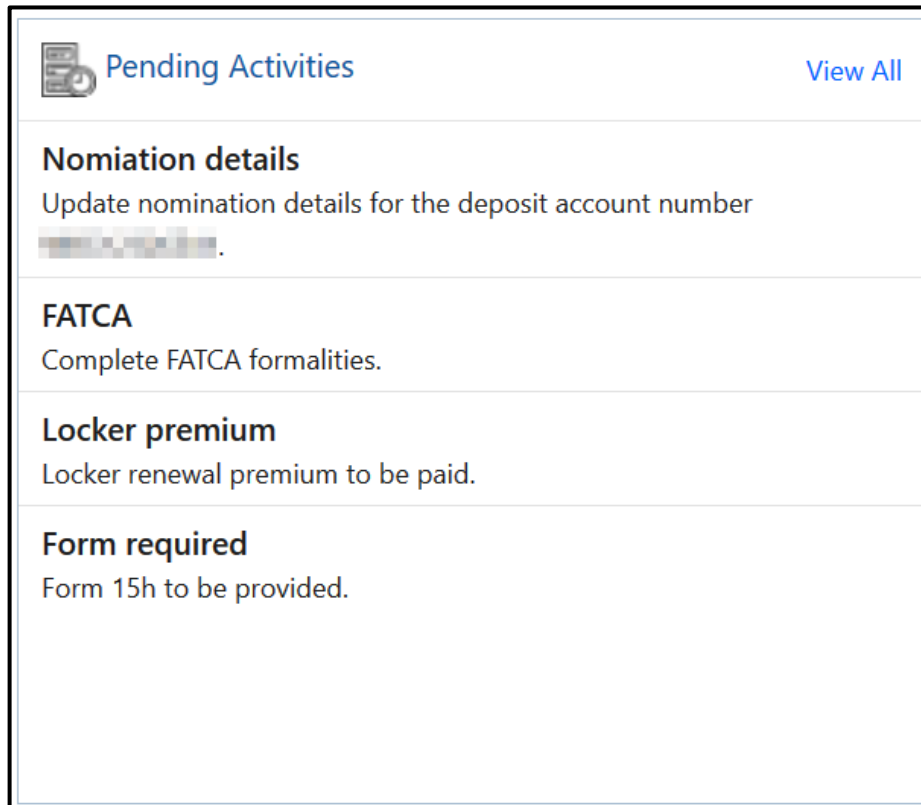 Pending Activities
View All
Nomiation details
Update nomination details for the deposit account number
.
FATCA
Complete FATCA formalities.
Locker premium
Locker renewal premium to be paid.
Form required
Form 15h to be provided.